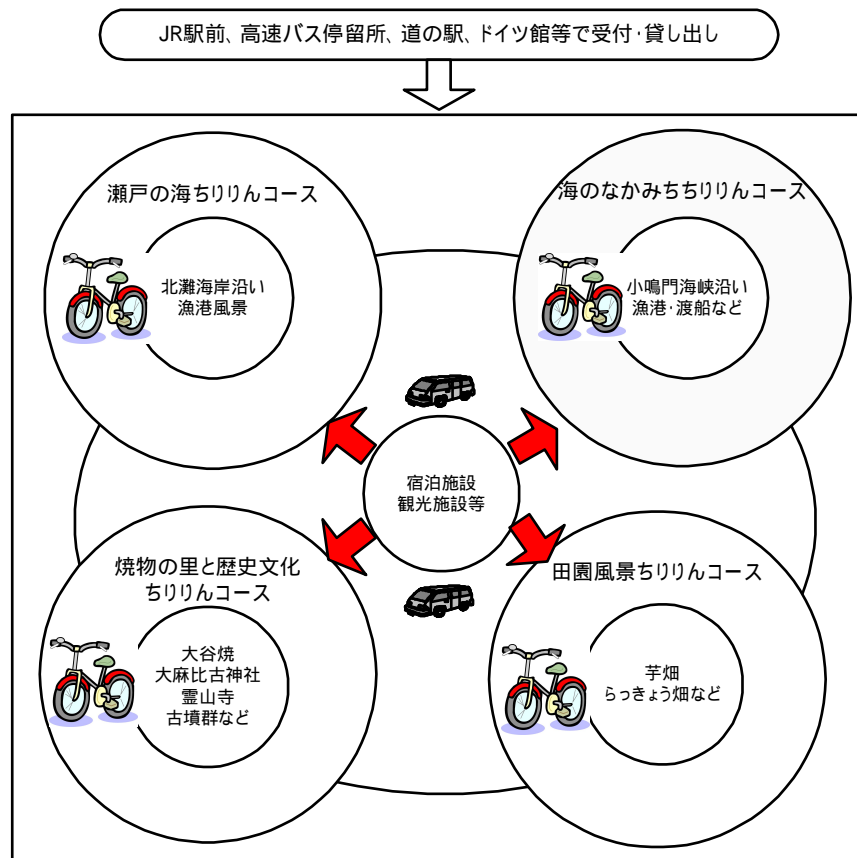 JR駅前、高速バス停留所、道の駅、ドイツ館等で受付・貸し出し
瀬戸の海ちりりんコース
北灘海岸沿い
漁港風景
海のなかみちちりりんコース
小鳴門海峡沿い
漁港・渡船など
宿泊施設
観光施設等
焼物の里と歴史文化
ちりりんコース
大谷焼
大麻比古神社
霊山寺
古墳群など
田園風景ちりりんコース
芋畑
らっきょう畑など